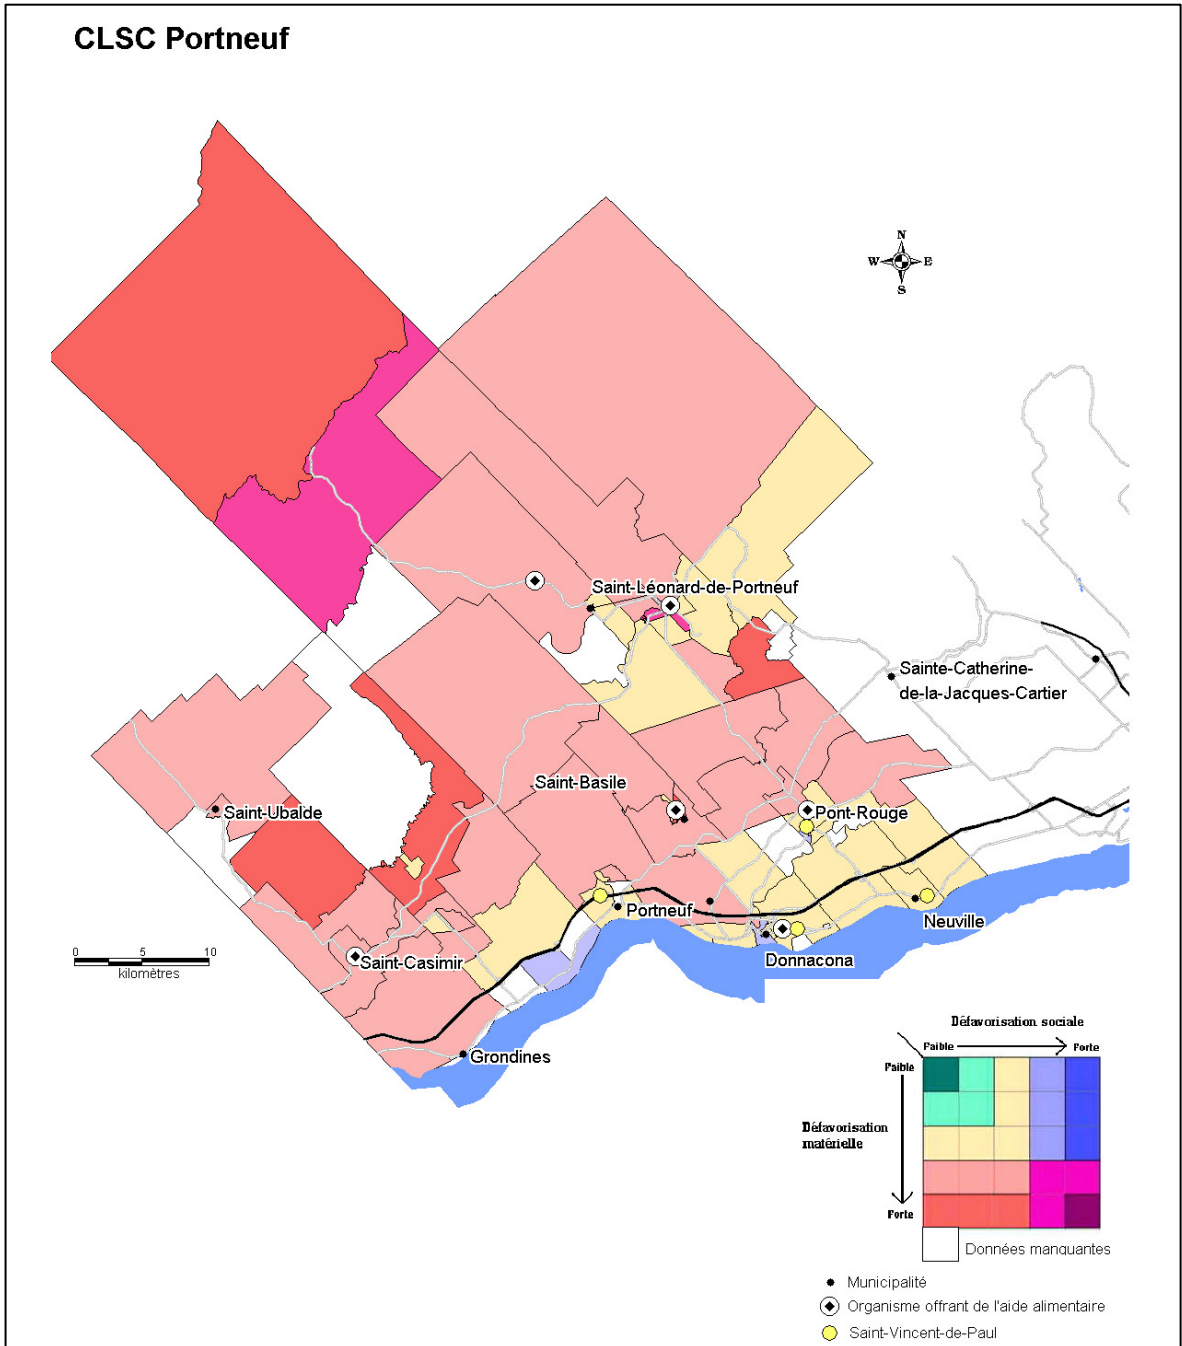 CLSC Portneuf
N
W E
S
Saint-Léonard-de-Portneuf
Sainte-Catherine-
de-la-Jacques-Cartier
Saint-Basile
Saint-Ubalde
Pont-Rouge
Portneuf
Neuville
Donnacona
Saint-Casimir
0 5 10
kilomètres
Grondines
Défavorisation sociale
Faible Forte
Faible
Défavorisation
matérielle
Forte
Données manquantes
Municipalité
Organisme offrant de l'aide alimentaire
Saint-Vincent-de-Paul